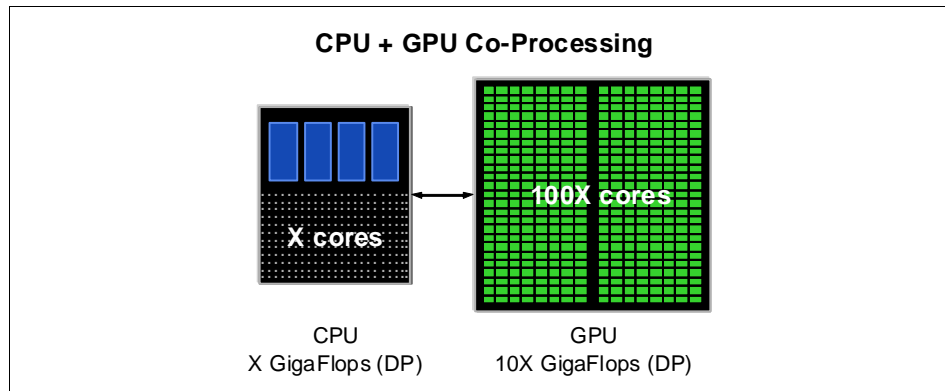 CPU + GPU Co-Processing
X cores
100X cores
CPU
X GigaFlops (DP)
GPU
10X GigaFlops (DP)